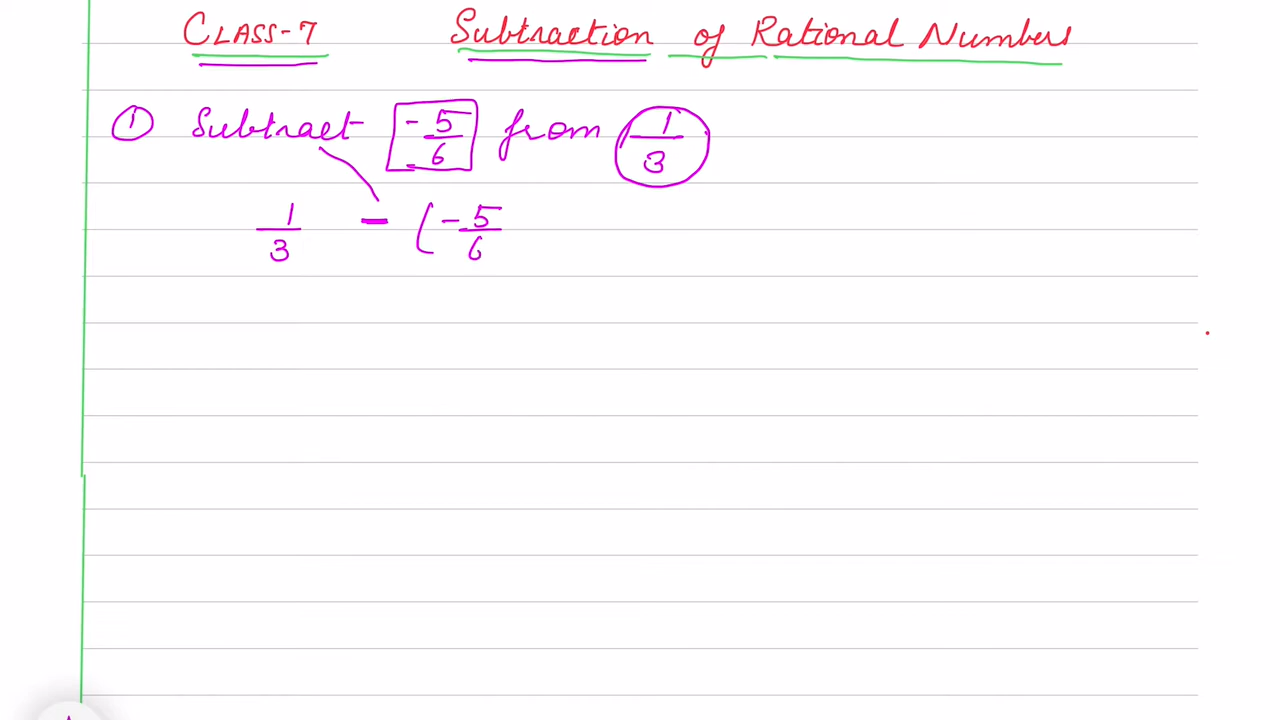 CLASS-7 Subtraction of Rational Numbers
① Subtract -5/6 from 1/3
1/3 - (-5/6